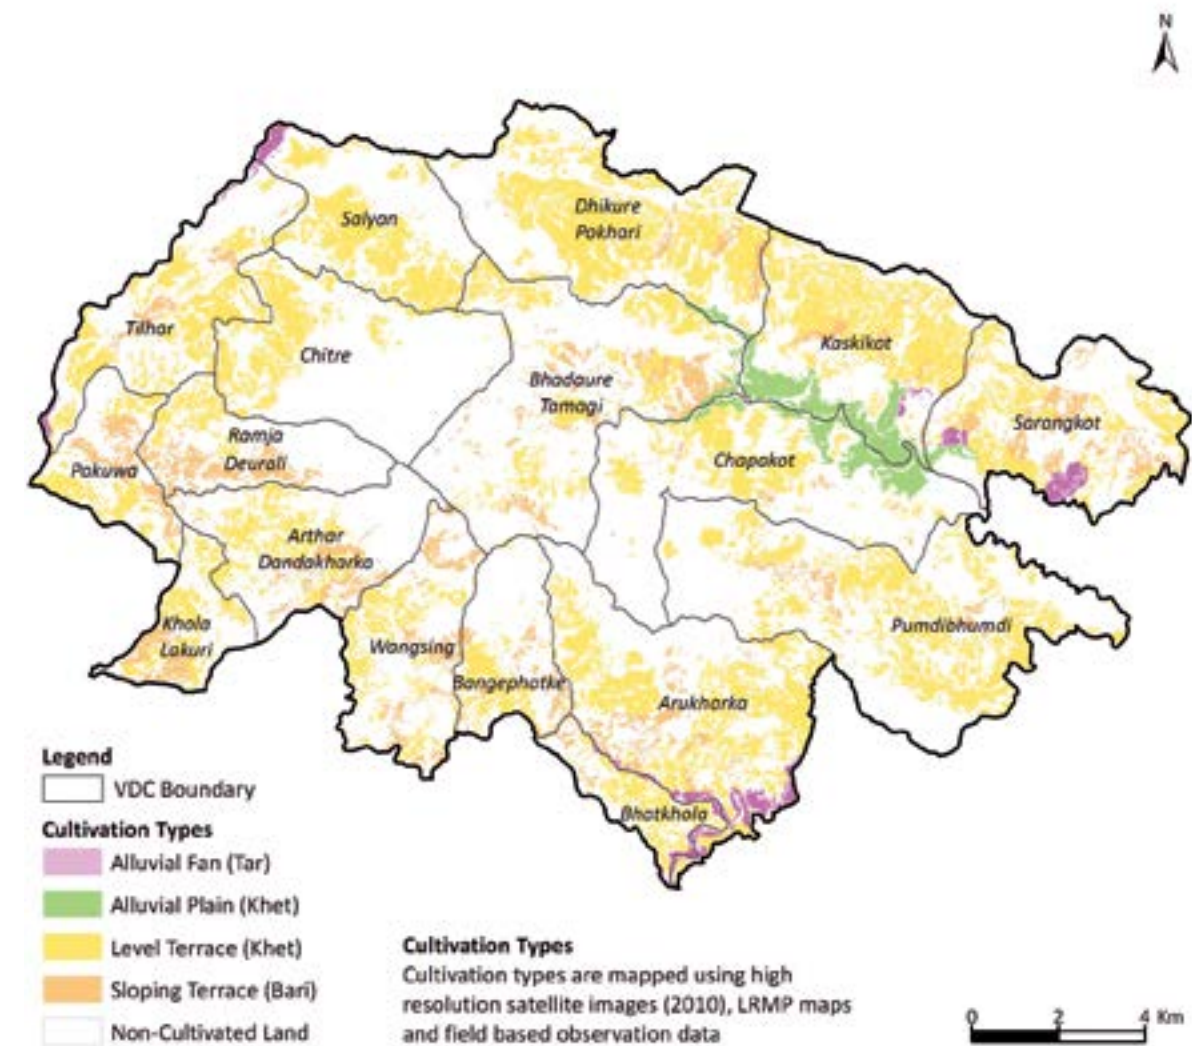 N
Salyan
Dhikure
Pokhari
Tilhar
Chitre
Kaskikot
Bhadaure
Tamagi
Sarangkot
Ramja
Deurali
Pakuwa
Chapakot
Arthar
Dandakharka
Khola
Lakuri
Wangsing
Pumdibhumdi
Bangephatke
Arukharka
Bhatkhola
Legend
VDC Boundary
Cultivation Types
Alluvial Fan (Tar)
Alluvial Plain (Khet)
Level Terrace (Khet)
Sloping Terrace (Bari)
Non-Cultivated Land
Cultivation Types
Cultivation types are mapped using high
resolution satellite images (2010), LRMP maps
and field based observation data
0 2 4 Km